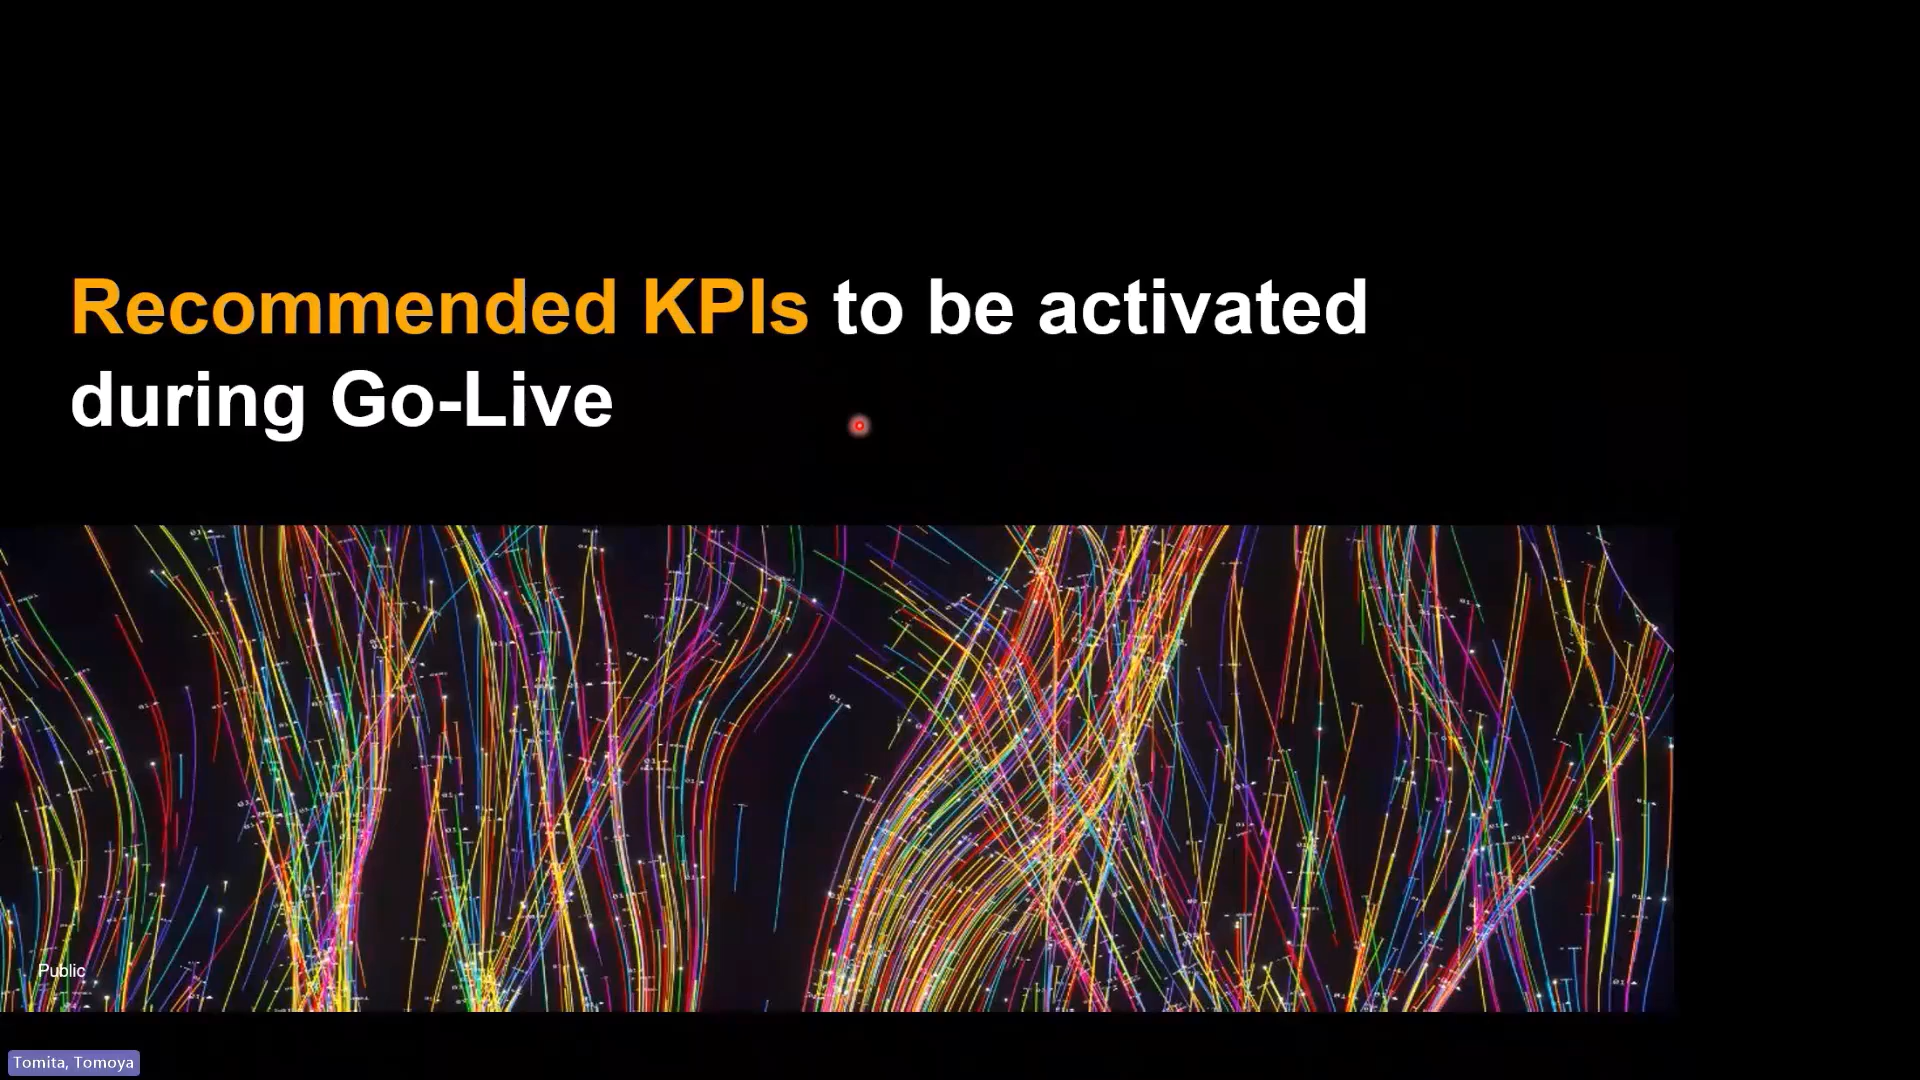 Recommended KPIs to be activated
during Go-Live
Public
Tomita, Tomoya